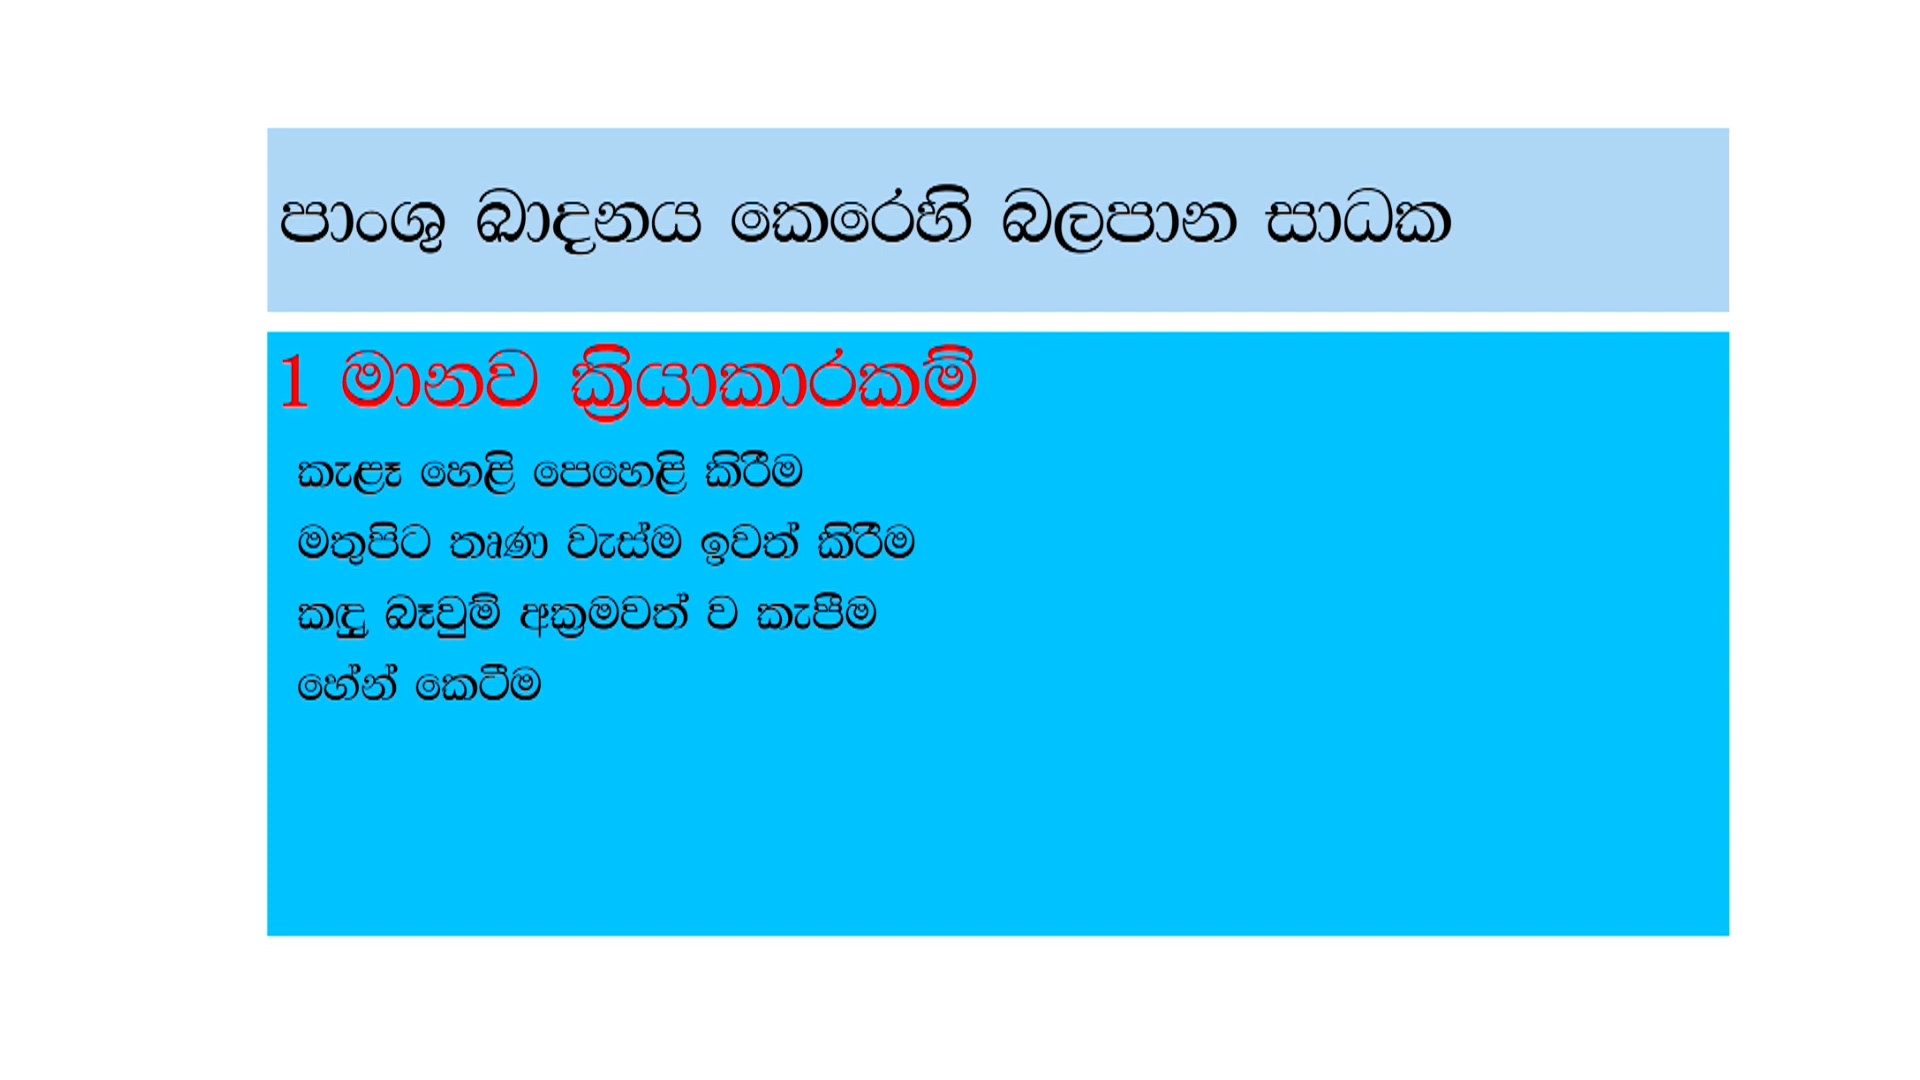 පාංශු ඛාදනය කෙරෙහි බලපාන සාධක
1 මානව ක්‍රියාකාරකම්
කැළෑ හෙළි පෙහෙළි කිරීම
මතුපිට තෘණ වැස්ම ඉවත් කිරීම
කඳු බෑවුම් අක්‍රමවත් ව කැපීම
හේන් කෙටීම